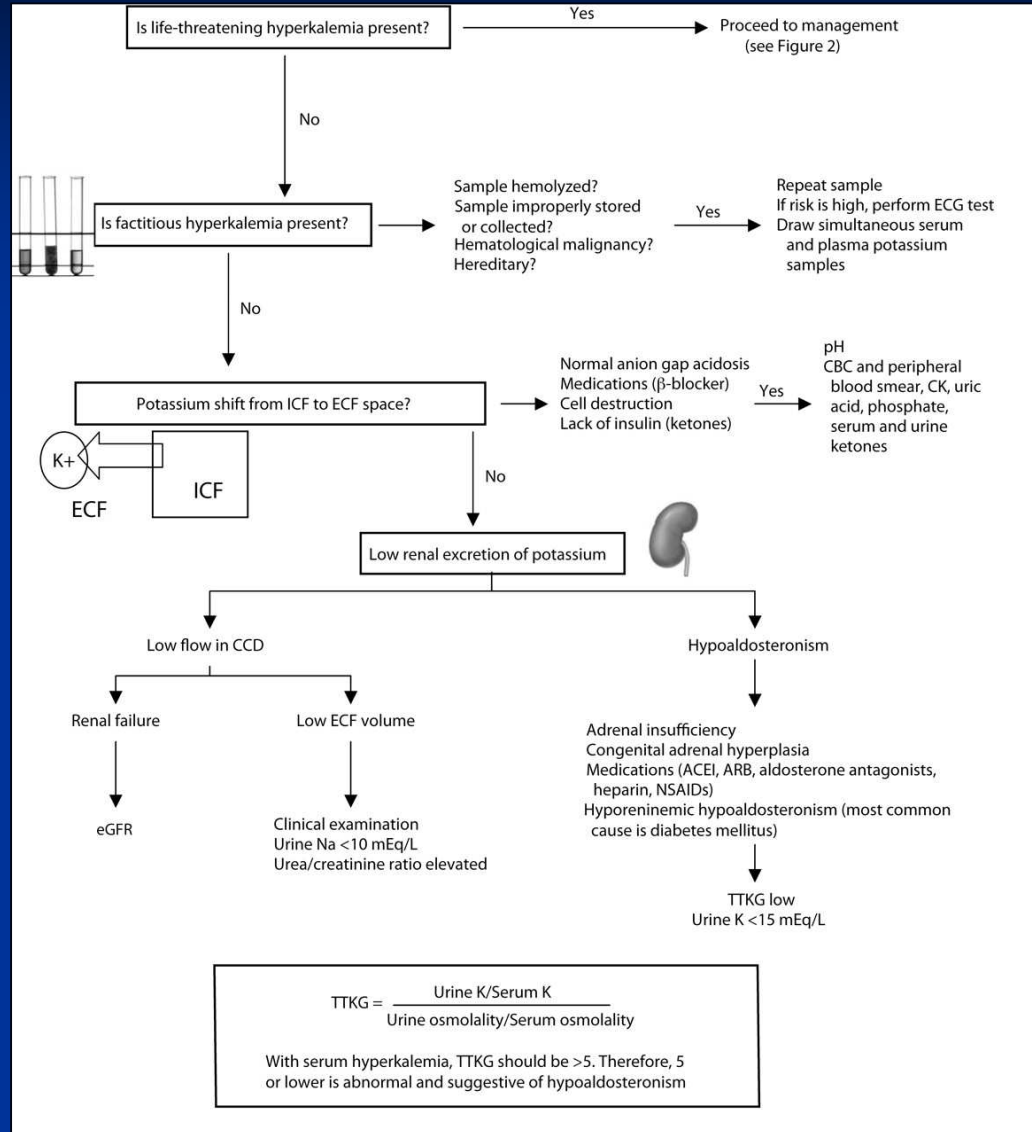 Is life-threatening hyperkalemia present?
Yes
Proceed to management
(see Figure 2)
No
Is factitious hyperkalemia present?
Sample hemolyzed?
Sample improperly stored
or collected?
Hematological malignancy?
Hereditary?
Yes
Repeat sample
If risk is high, perform ECG test
Draw simultaneous serum
and plasma potassium
samples
No
Potassium shift from ICF to ECF space?
Normal anion gap acidosis
Medications (β-blocker)
Cell destruction
Lack of insulin (ketones)
Yes
pH
CBC and peripheral
blood smear, CK, uric
acid, phosphate,
serum and urine
ketones
K+
ECF
ICF
No
Low renal excretion of potassium
Low flow in CCD
Hypoaldosteronism
Renal failure
Low ECF volume
eGFR
Clinical examination
Urine Na <10 mEq/L
Urea/creatinine ratio elevated
Adrenal insufficiency
Congenital adrenal hyperplasia
Medications (ACEI, ARB, aldosterone antagonists,
heparin, NSAIDs)
Hyporeninemic hypoaldosteronism (most common
cause is diabetes mellitus)
TTKG low
Urine K <15 mEq/L
TTKG =
Urine K/Serum K
Urine osmolality/Serum osmolality
With serum hyperkalemia, TTKG should be >5. Therefore, 5
or lower is abnormal and suggestive of hypoaldosteronism